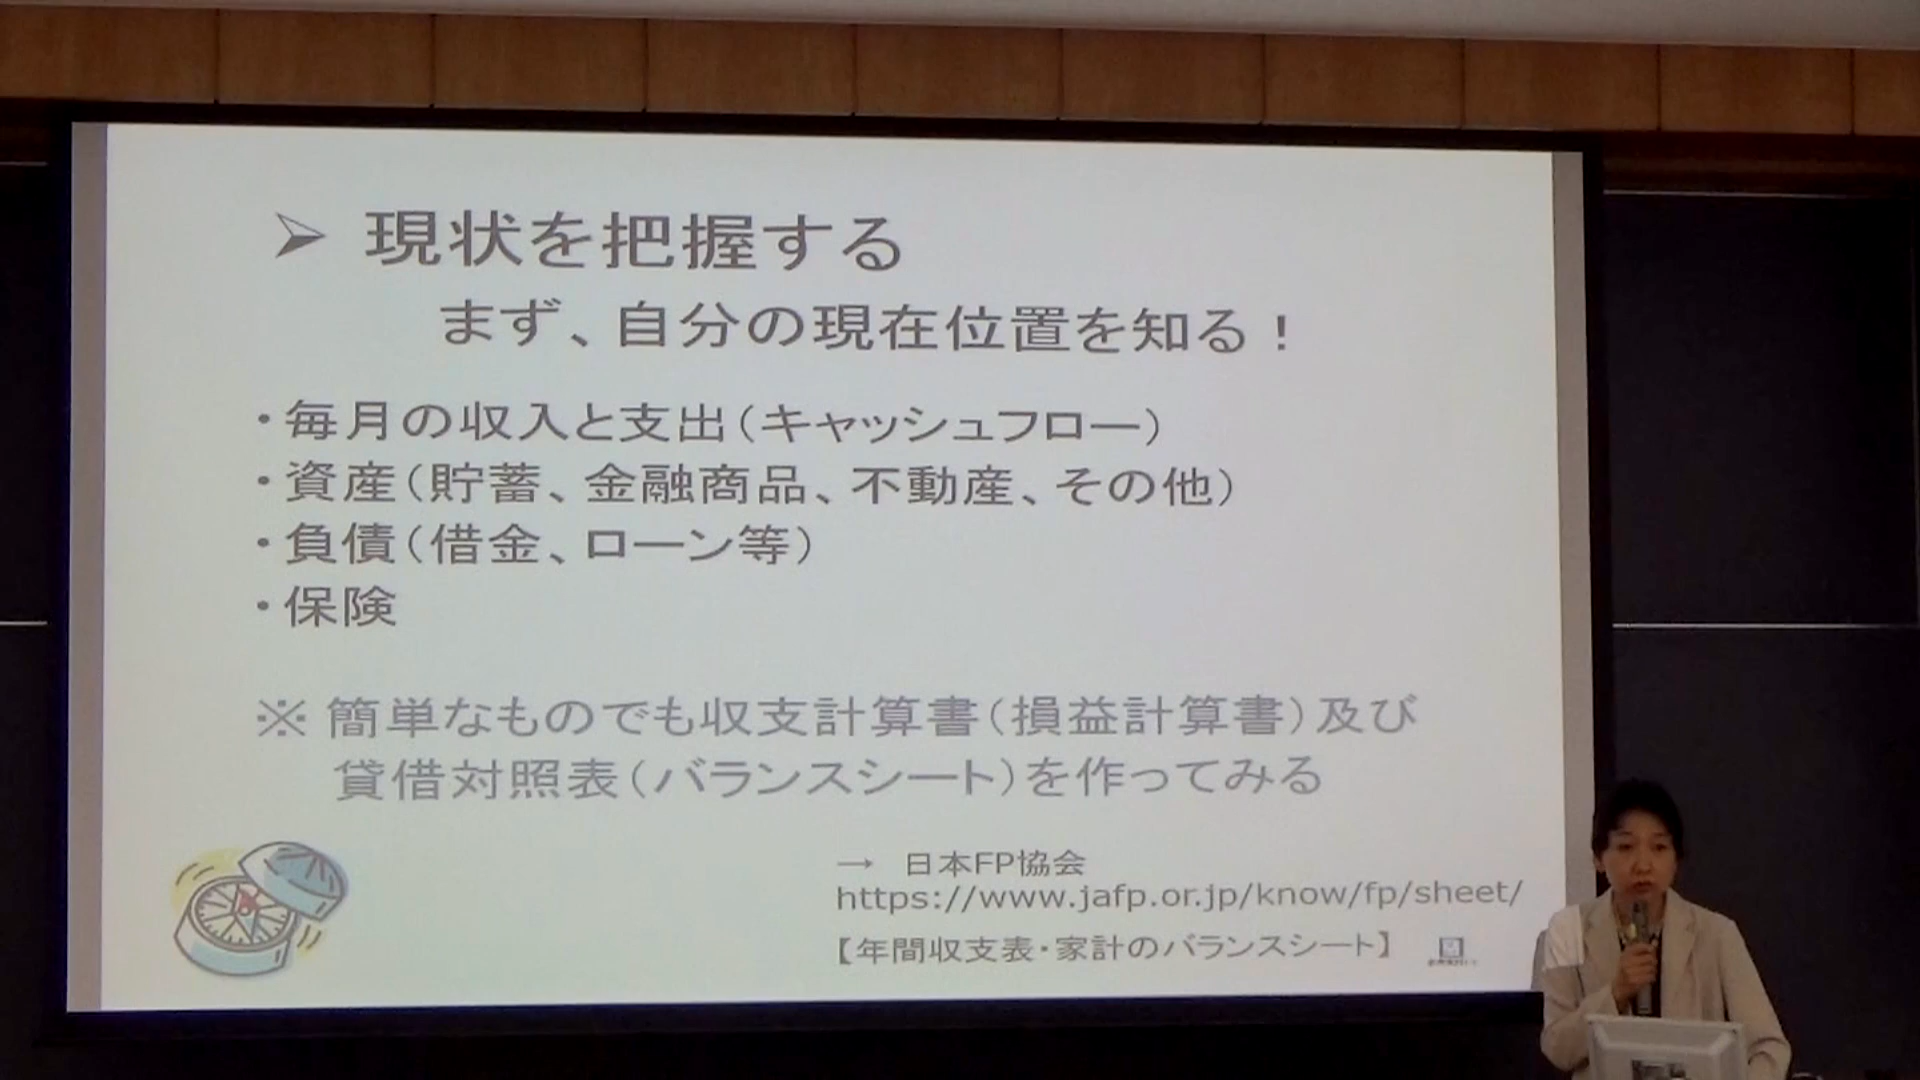 ➢ 現状を把握する
まず、自分の現在位置を知る！
・毎月の収入と支出（キャッシュフロー）
・資産（貯蓄、金融商品、不動産、その他）
・負債（借金、ローン等）
・保険
※ 簡単なものでも収支計算書（損益計算書）及び
貸借対照表（バランスシート）を作ってみる
→ 日本FP協会
https://www.jafp.or.jp/know/fp/sheet/
【年間収支表・家計のバランスシート】